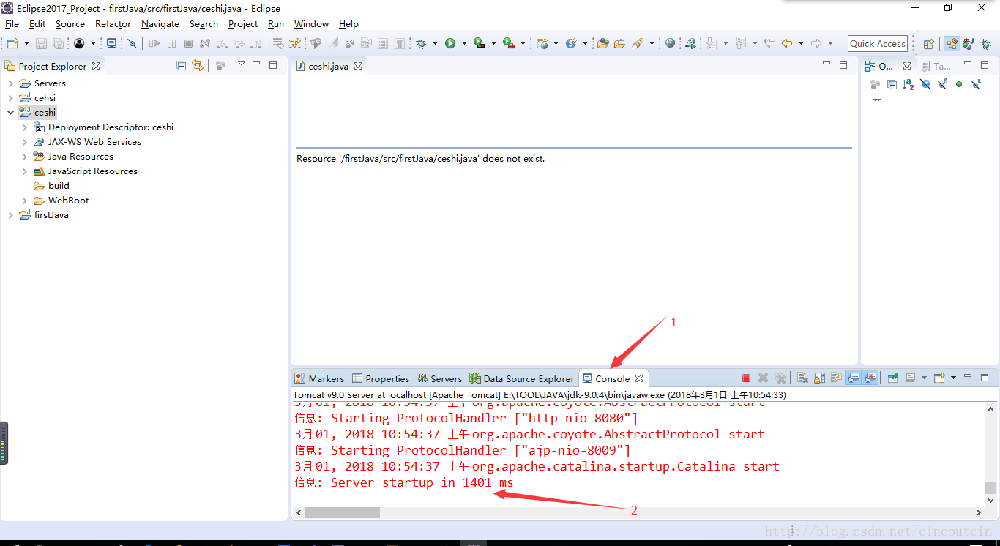 Eclipse2017_Project - firstJava/src/firstJava/ceshi.java - Eclipse
File Edit Source Refactor Navigate Search Project Run Window Help
Quick Access
Project Explorer
Servers
cehsi
ceshi
Deployment Descriptor: ceshi
JAX-WS Web Services
Java Resources
JavaScript Resources
build
WebRoot
firstJava
ceshi.java
Resource '/firstJava/src/firstJava/ceshi.java' does not exist.
O...
Ta...
1
Markers Properties Servers Data Source Explorer Console
Tomcat v9.0 Server at localhost [Apache Tomcat] E:\TOOL\JAVA\jdk-9.0.4\bin\javaw.exe (2018年3月1日 上午10:54:33)
3月 01, 2018 10:54:37 上午 org.apache.coyote.AbstractProtocol start
信息: Starting ProtocolHandler ["http-nio-8080"]
3月 01, 2018 10:54:37 上午 org.apache.coyote.AbstractProtocol start
信息: Starting ProtocolHandler ["ajp-nio-8009"]
3月 01, 2018 10:54:37 上午 org.apache.catalina.startup.Catalina start
信息: Server startup in 1401 ms
2
http://blog.csdn.net/cincoutcin